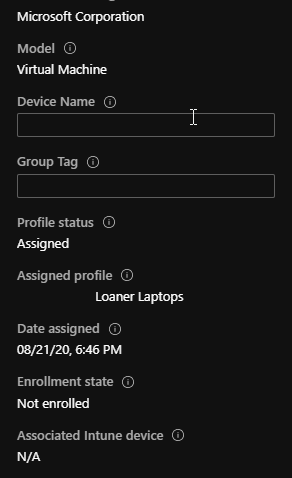 Microsoft Corporation
Model
Virtual Machine
Device Name
Group Tag
Profile status
Assigned
Assigned profile
Loaner Laptops
Date assigned
08/21/20, 6:46 PM
Enrollment state
Not enrolled
Associated Intune device
N/A